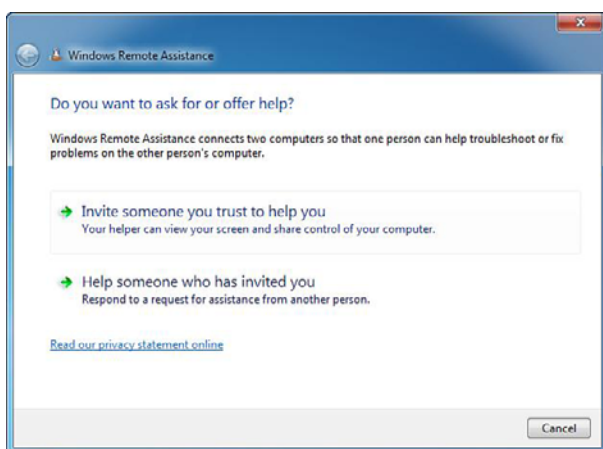 Windows Remote Assistance
Do you want to ask for or offer help?
Windows Remote Assistance connects two computers so that one person can help troubleshoot or fix
problems on the other person's computer.
Invite someone you trust to help you
Your helper can view your screen and share control of your computer.
Help someone who has invited you
Respond to a request for assistance from another person.
Read our privacy statement online
Cancel